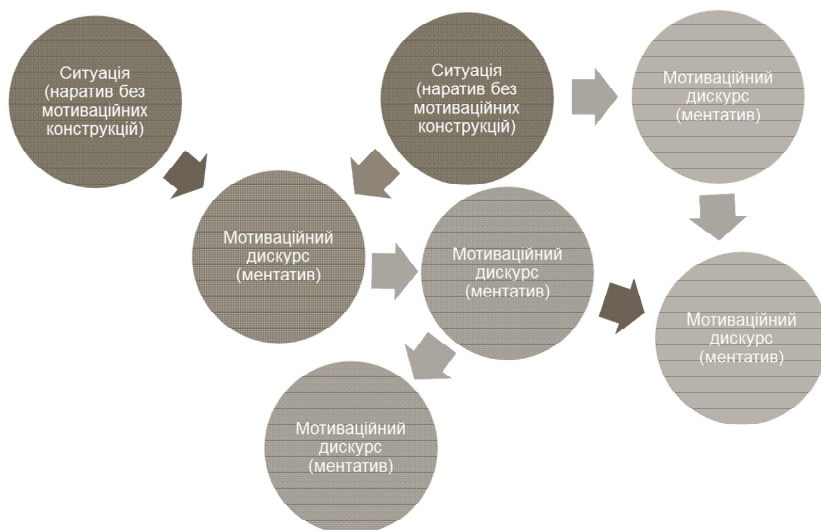 Ситуація
(наратив без
мотиваційних
конструкцій)
Ситуація
(наратив без
мотиваційних
конструкцій)
Мотиваційний
дискурс
(ментатив)
Мотиваційний
дискурс
(ментатив)
Мотиваційний
дискурс
(ментатив)
Мотиваційний
дискурс
(ментатив)
Мотиваційний
дискурс
(ментатив)